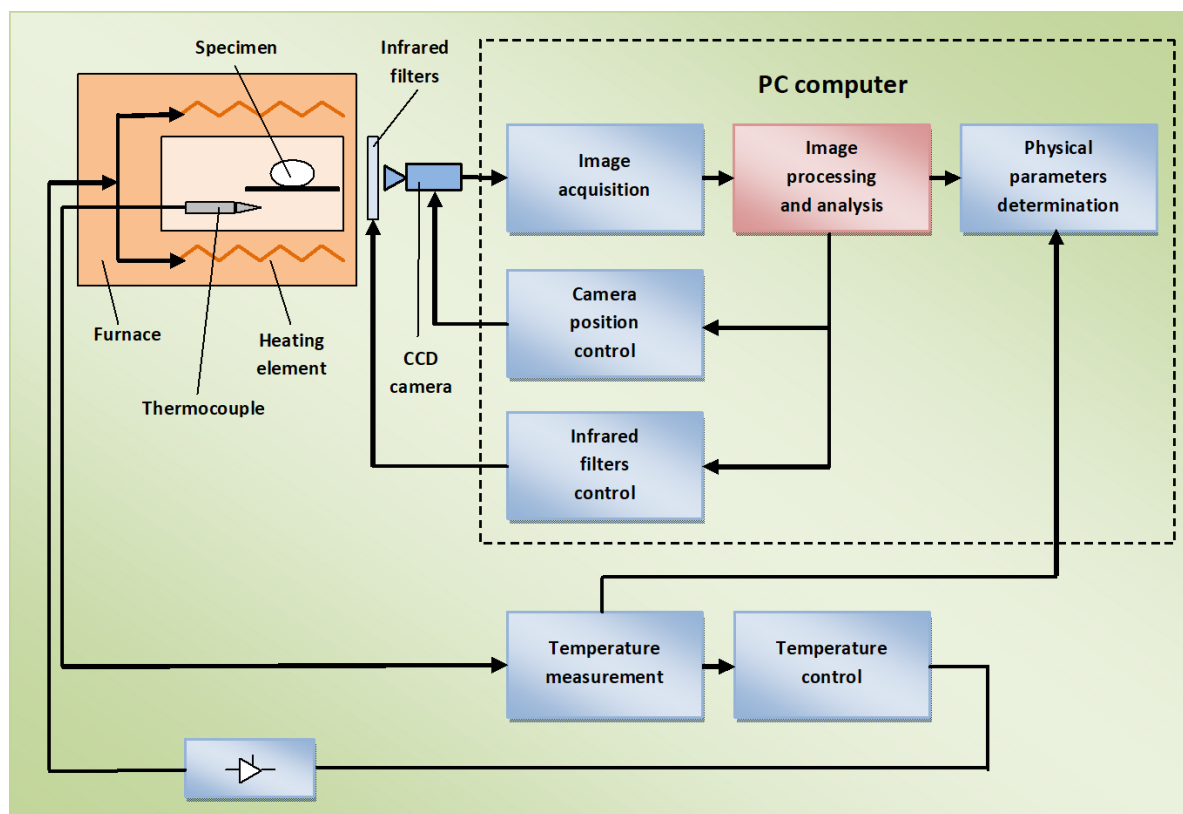 Specimen
Infrared
filters
PC computer
Image
acquisition
Image
processing
and analysis
Physical
parameters
determination
Camera
position
control
Furnace
Heating
element
CCD
camera
Thermocouple
Infrared
filters
control
Temperature
measurement
Temperature
control